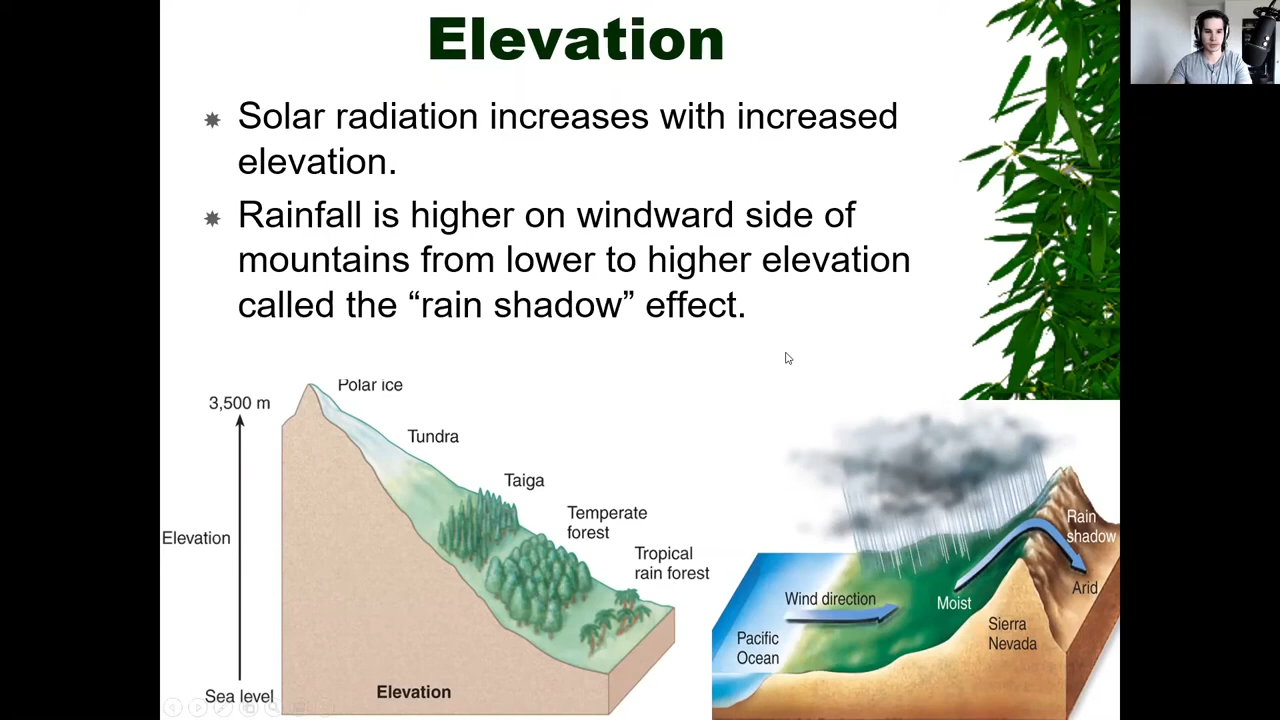 Elevation
Solar radiation increases with increased
elevation.
Rainfall is higher on windward side of
mountains from lower to higher elevation
called the “rain shadow” effect.
Polar ice
3,500 m
Tundra
Taiga
Temperate
forest
Tropical
rain forest
Elevation
Sea level
Elevation
Rain
shadow
Arid
Wind direction
Moist
Sierra
Nevada
Pacific
Ocean